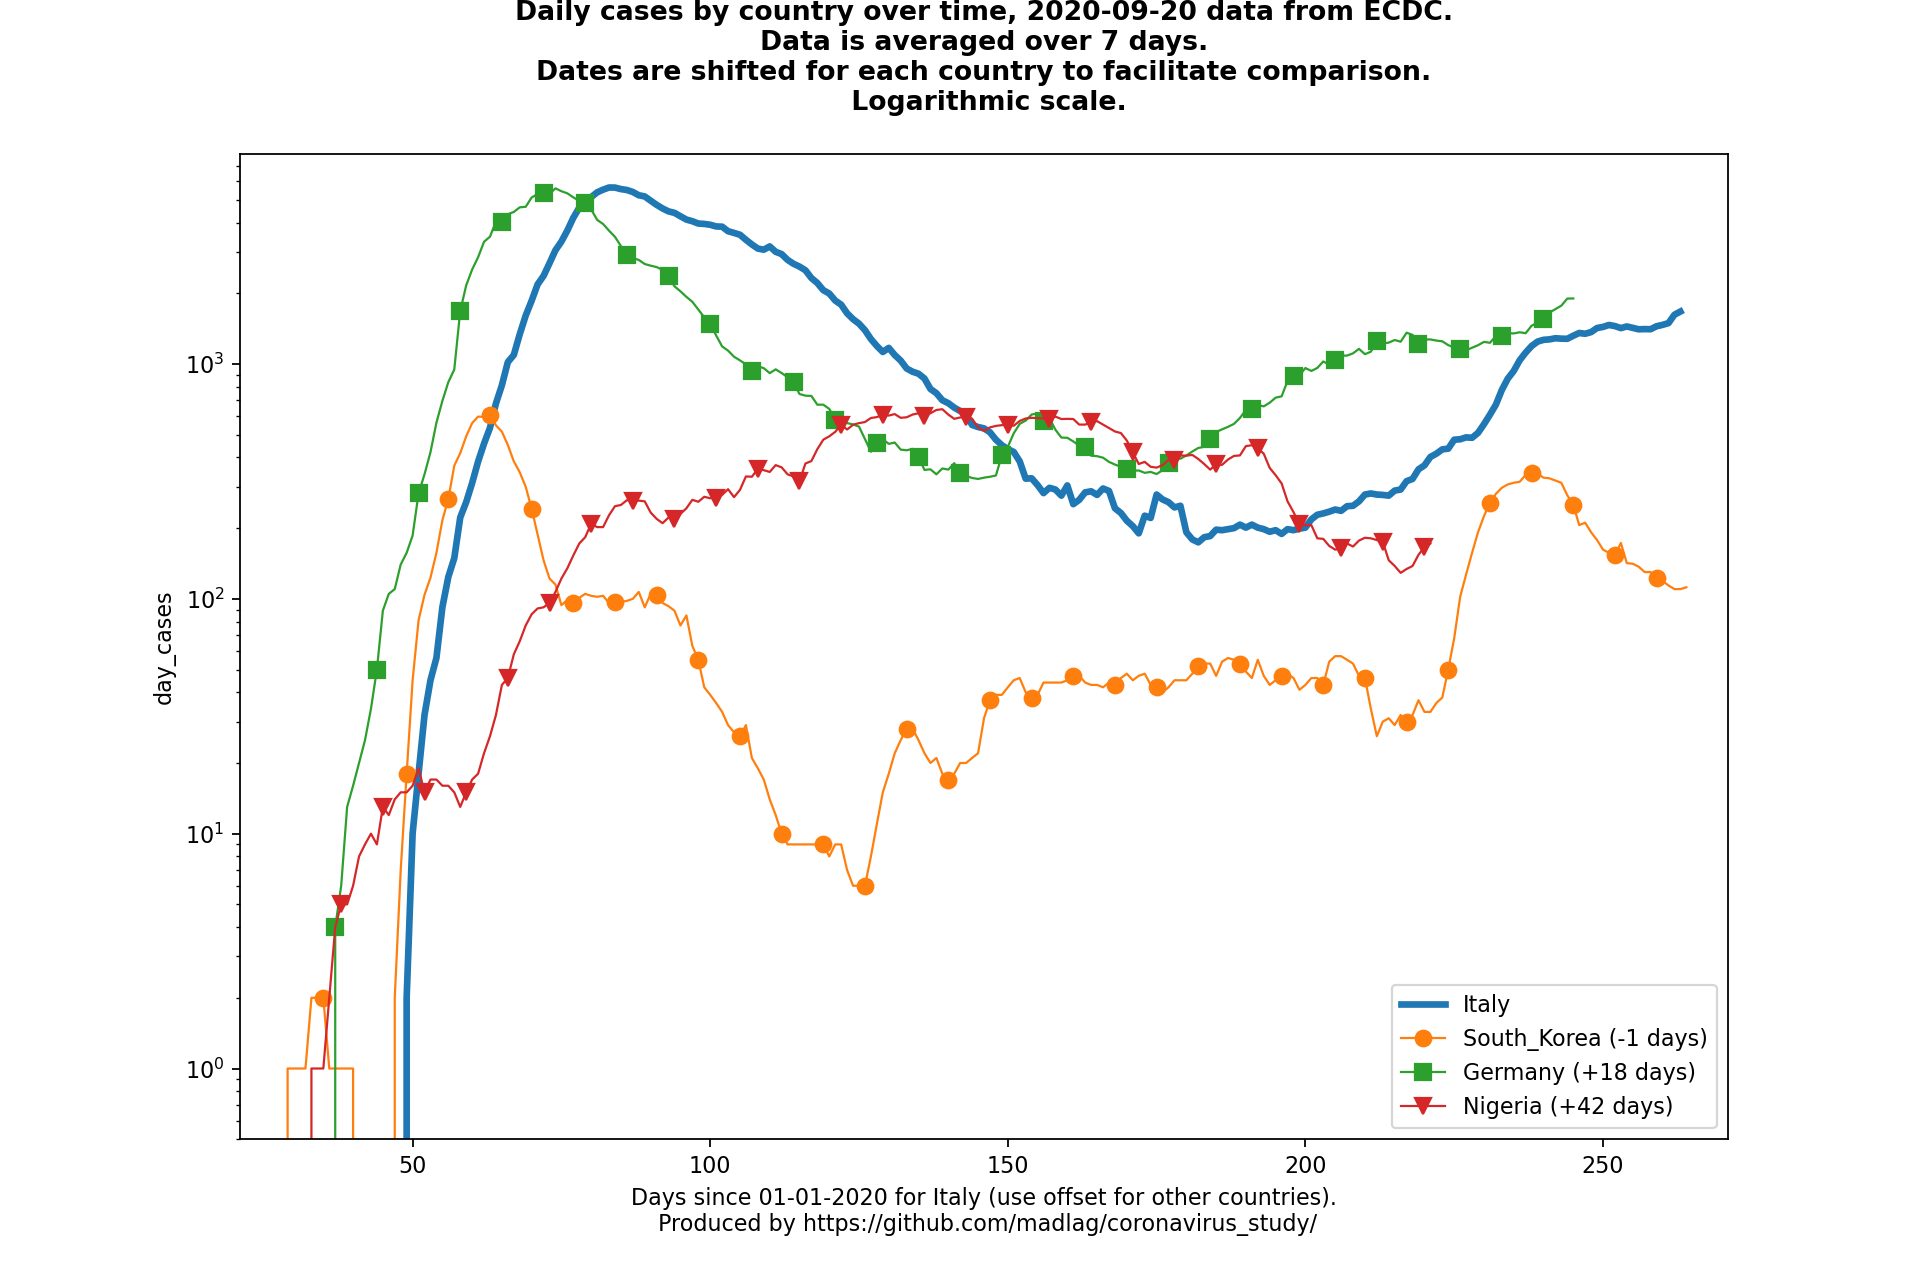 Daily cases by country over time, 2020-09-20 data from ECDC.
Data is averaged over 7 days.
Dates are shifted for each country to facilitate comparison.
Logarithmic scale.
10³
10²
10¹
10⁰
day_cases
Italy
South_Korea (-1 days)
Germany (+18 days)
Nigeria (+42 days)
50 100 150 200 250
Days since 01-01-2020 for Italy (use offset for other countries).
Produced by https://github.com/madlag/coronavirus_study/